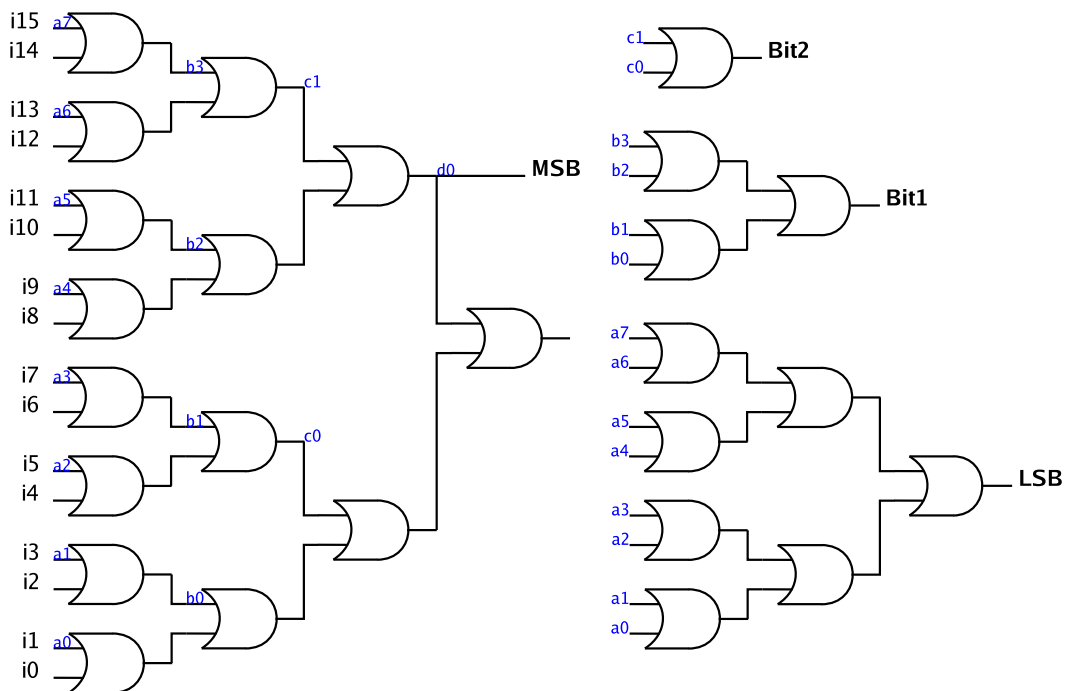 i15
a7
i14
b3
c1
i13
a6
i12
d0
MSB
i11
a5
i10
b2
i9
a4
i8
i7
a3
i6
b1
c0
i5
a2
i4
i3
a1
i2
b0
i1
a0
i0
c1
c0
Bit2
b3
b2
b1
b0
Bit1
a7
a6
a5
a4
a3
a2
a1
a0
LSB